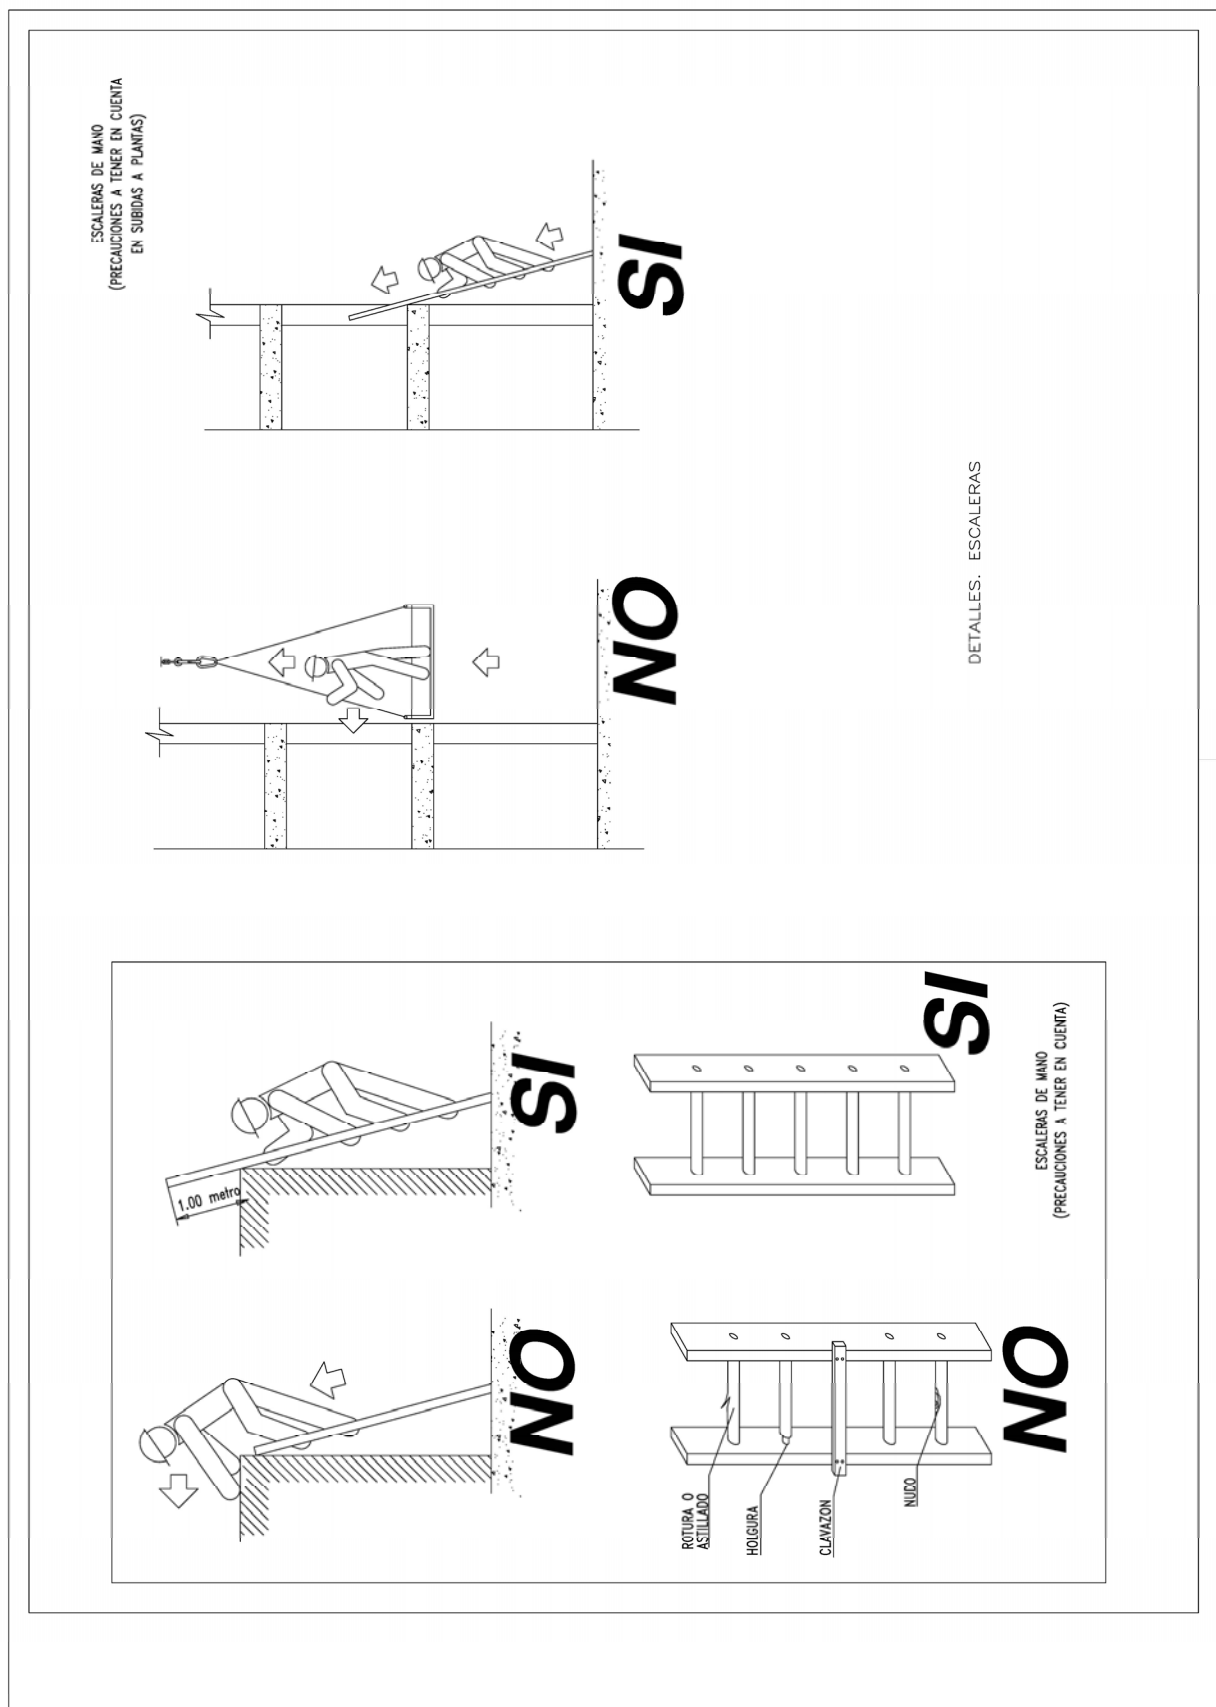 ESCALERAS DE MANO
(PRECAUCIONES A TENER EN CUENTA
EN SUBIDAS A PLANTAS)
SI
NO
DETALLES. ESCALERAS
1.00 metro
SI
NO
SI
ESCALERAS DE MANO
(PRECAUCIONES A TENER EN CUENTA)
ROTURA O
ASTILLADO
HOLGURA
CLAVAZON
NUDO
NO